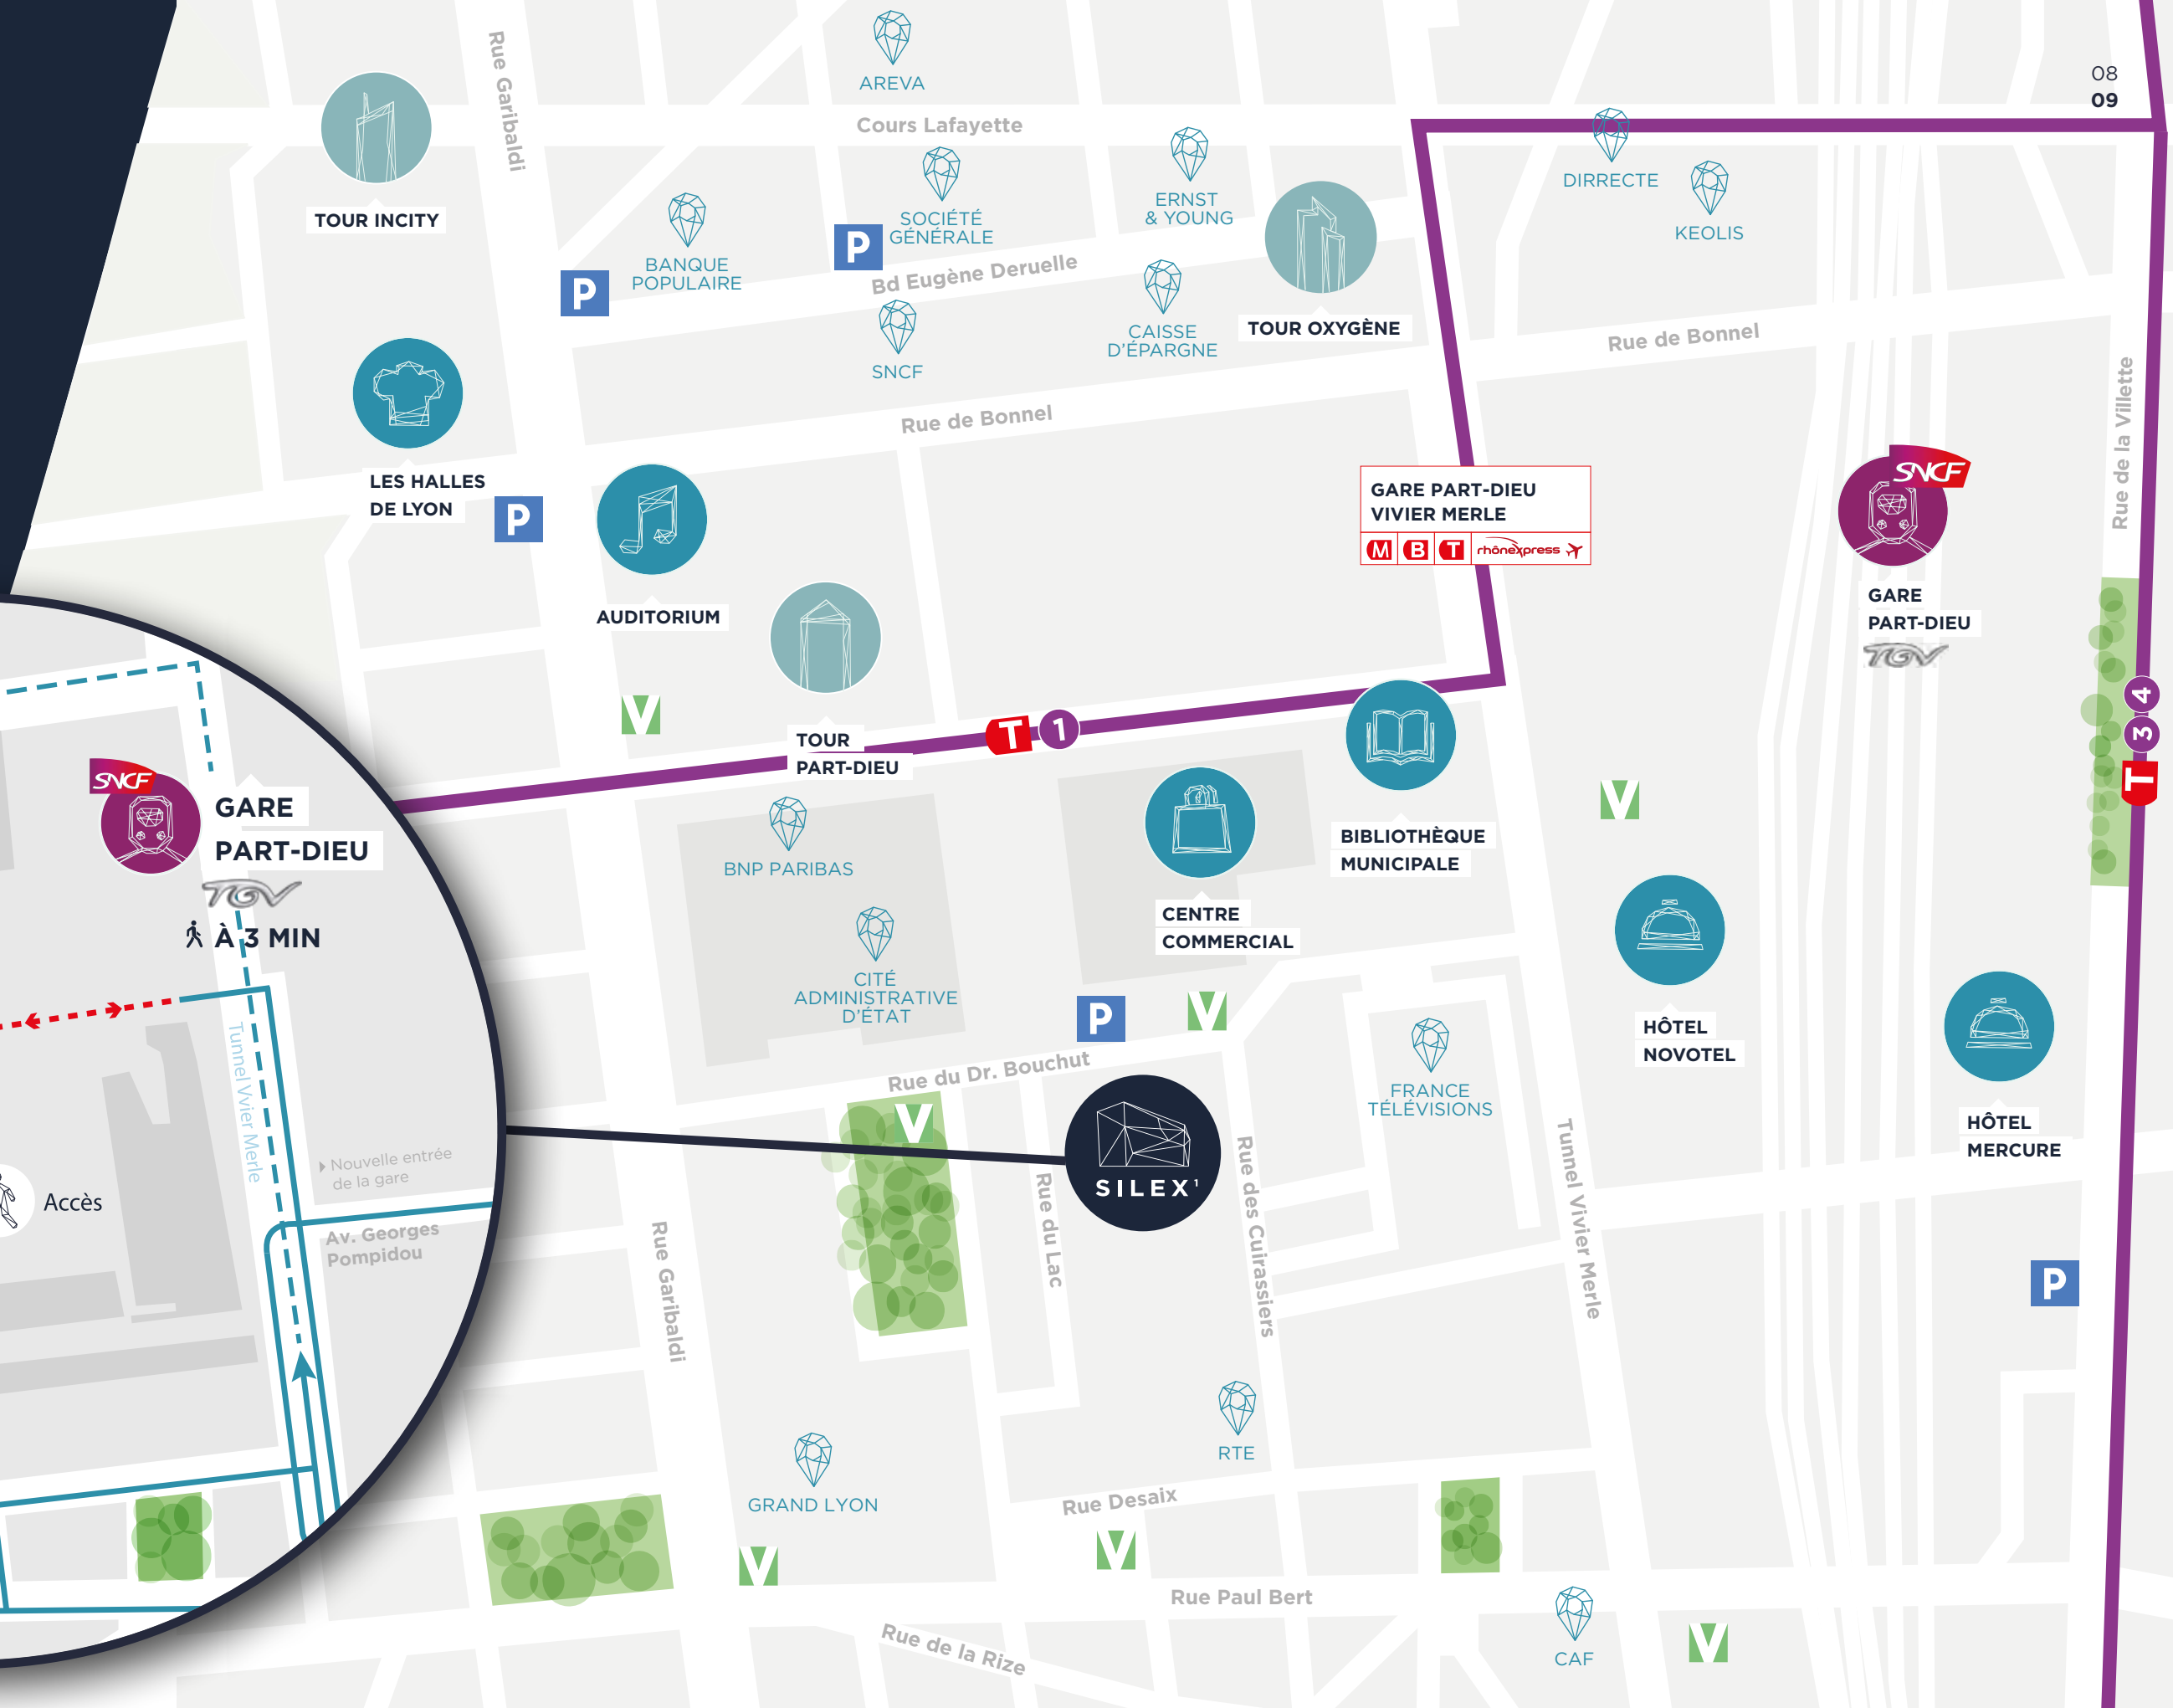 Rue Garibaldi
AREVA
08
09
Cours Lafayette
TOUR INCITY
DIRRECTE
KEOLIS
ERNST
& YOUNG
SOCIÉTÉ
GÉNÉRALE
P
BANQUE
POPULAIRE
P
Bd Eugène Deruelle
SNCF
CAISSE
D'ÉPARGNE
TOUR OXYGÈNE
Rue de Bonnel
Rue de Bonnel
Rue de la Villette
LES HALLES
DE LYON
P
AUDITORIUM
GARE PART-DIEU
VIVIER MERLE
M B T rhônexpress
SNCF
GARE
PART-DIEU
TGV
V
TOUR
PART-DIEU
T 1
4
3
T
BIBLIOTHÈQUE
MUNICIPALE
V
BNP PARIBAS
CENTRE
COMMERCIAL
CITÉ
ADMINISTRATIVE
D'ÉTAT
P
V
HÔTEL
NOVOTEL
HÔTEL
MERCURE
Rue du Dr. Bouchut
V
FRANCE
TÉLÉVISIONS
SILEX¹
Rue du Lac
Rue des Cuirassiers
Tunnel Vivier Merle
Rue Garibaldi
P
RTE
GRAND LYON
Rue Desaix
V
V
Rue Paul Bert
Rue de la Rize
CAF
V
SNCF
GARE
PART-DIEU
TGV
À 3 MIN
Tunnel Vvier Merle
Nouvelle entrée
de la gare
Accès
Av. Georges
Pompidou